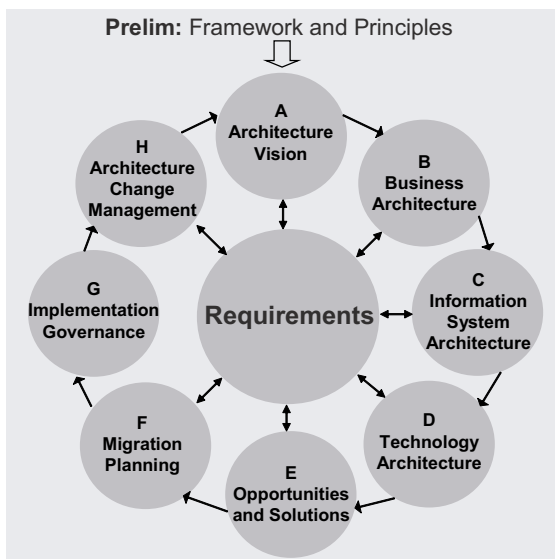 Prelim: Framework and Principles
A
Architecture
Vision
B
Business
Architecture
C
Information
System
Architecture
D
Technology
Architecture
E
Opportunities
and Solutions
F
Migration
Planning
G
Implementation
Governance
H
Architecture
Change
Management
Requirements